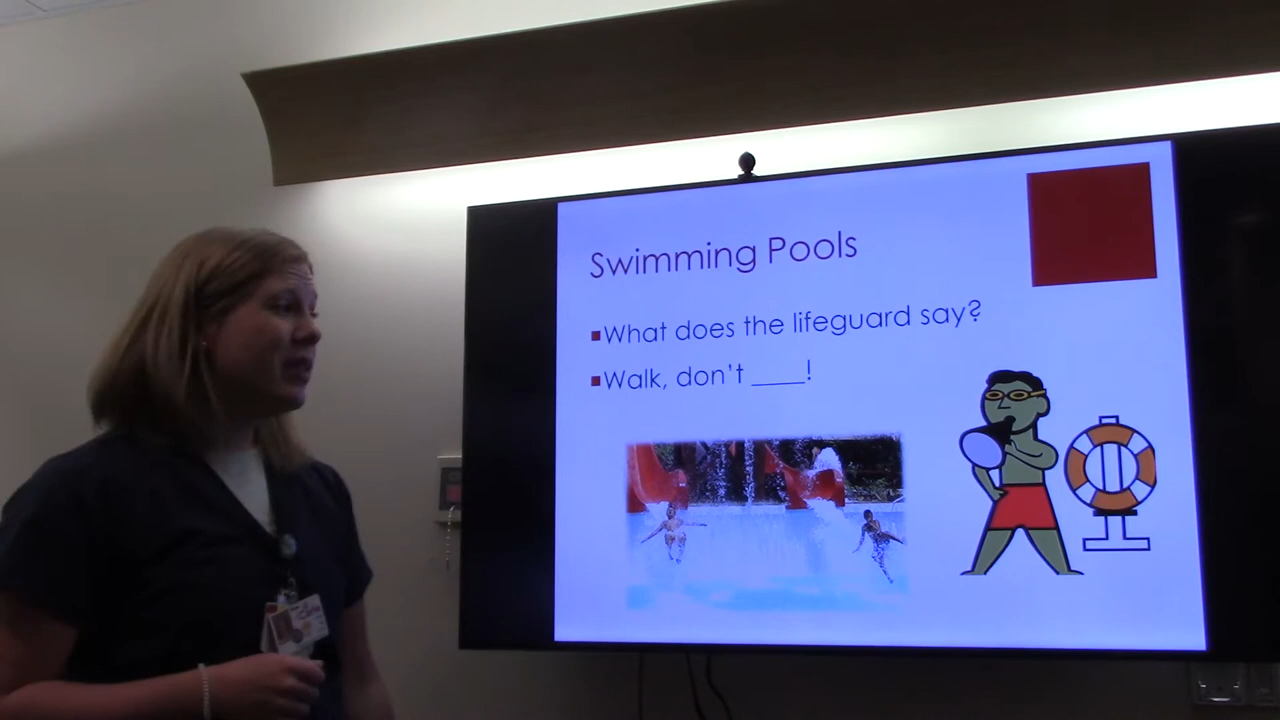 Swimming Pools
What does the lifeguard say?
Walk, don't ____!